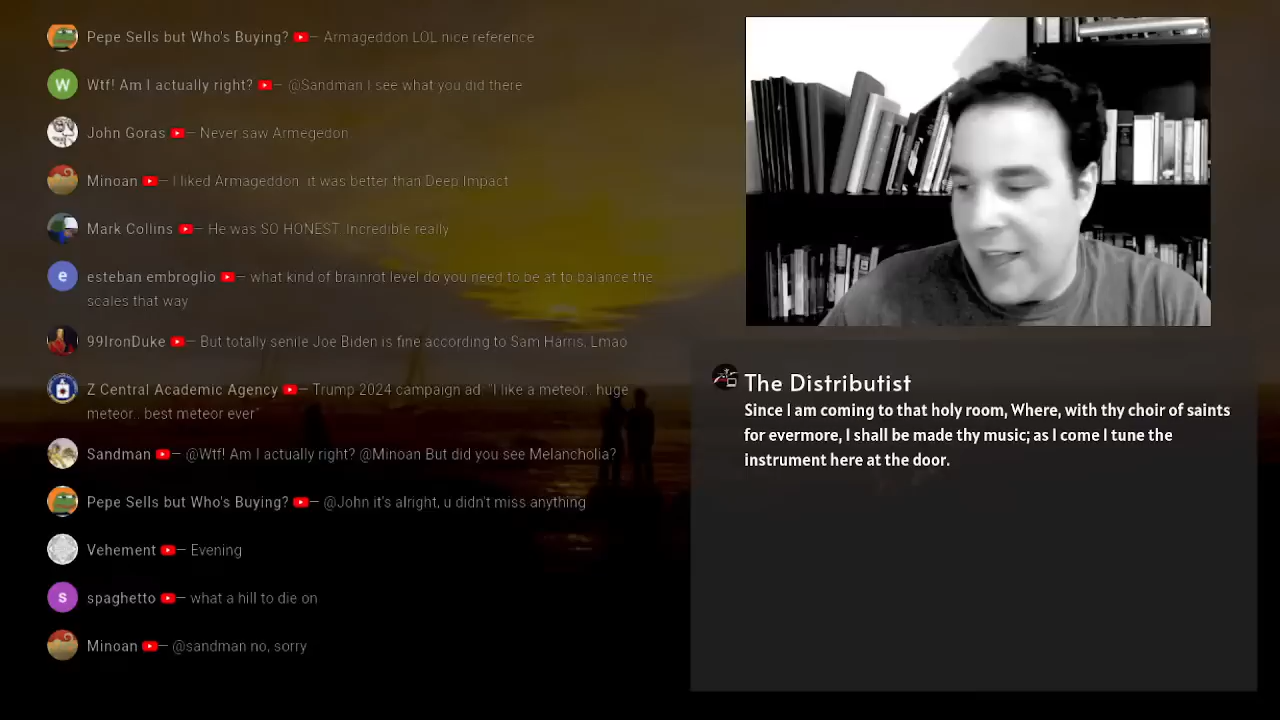 Pepe Sells but Who's Buying? — Armageddon LOL nice reference
W Wtf! Am I actually right? — @Sandman I see what you did there
John Goras — Never saw Armegedon
Minoan — I liked Armageddon it was better than Deep Impact
Mark Collins — He was SO HONEST. Incredible really
e esteban embroglio — what kind of brainrot level do you need to be at to balance the
scales that way
99IronDuke — But totally senile Joe Biden is fine according to Sam Harris, Lmao
Z Central Academic Agency — Trump 2024 campaign ad: "I like a meteor.. huge
meteor.. best meteor ever"
Sandman — @Wtf! Am I actually right? @Minoan But did you see Melancholia?
Pepe Sells but Who's Buying? — @John it's alright, u didn't miss anything
Vehement — Evening
s spaghetto — what a hill to die on
Minoan — @sandman no, sorry
The Distributist
Since I am coming to that holy room, Where, with thy choir of saints
for evermore, I shall be made thy music; as I come I tune the
instrument here at the door.